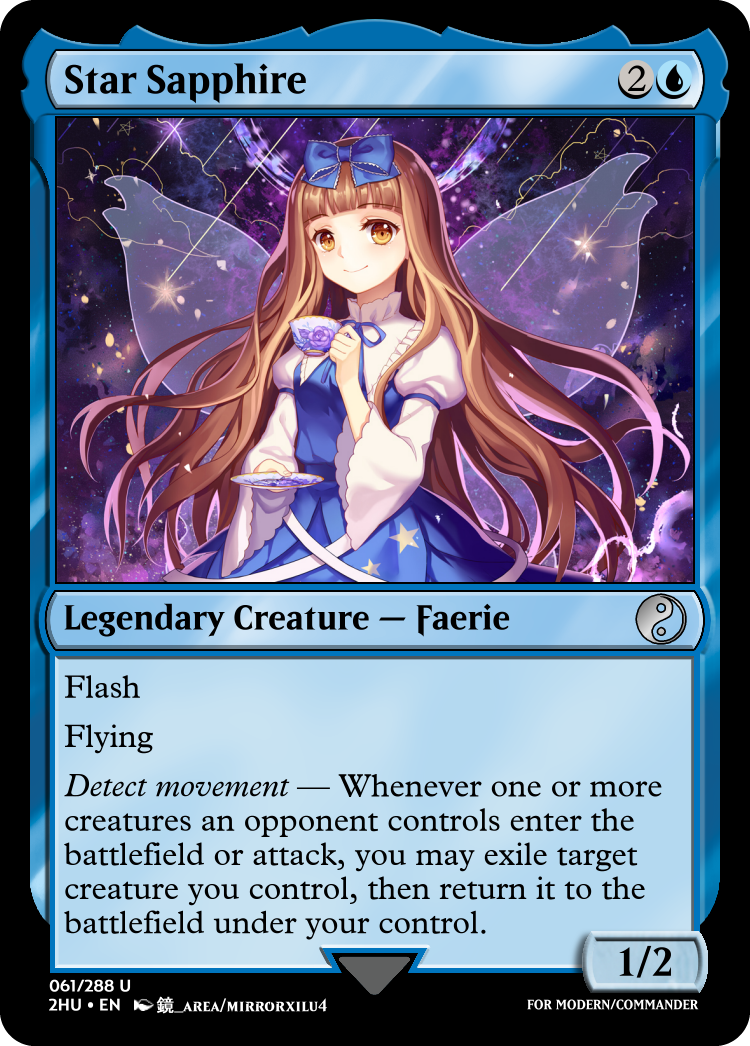 Star Sapphire 2
Legendary Creature — Faerie
Flash
Flying
Detect movement — Whenever one or more
creatures an opponent controls enter the
battlefield or attack, you may exile target
creature you control, then return it to the
battlefield under your control.
1/2
061/288 U
2HU • EN 鏡_AREA/MIRRORXILU4
FOR MODERN/COMMANDER